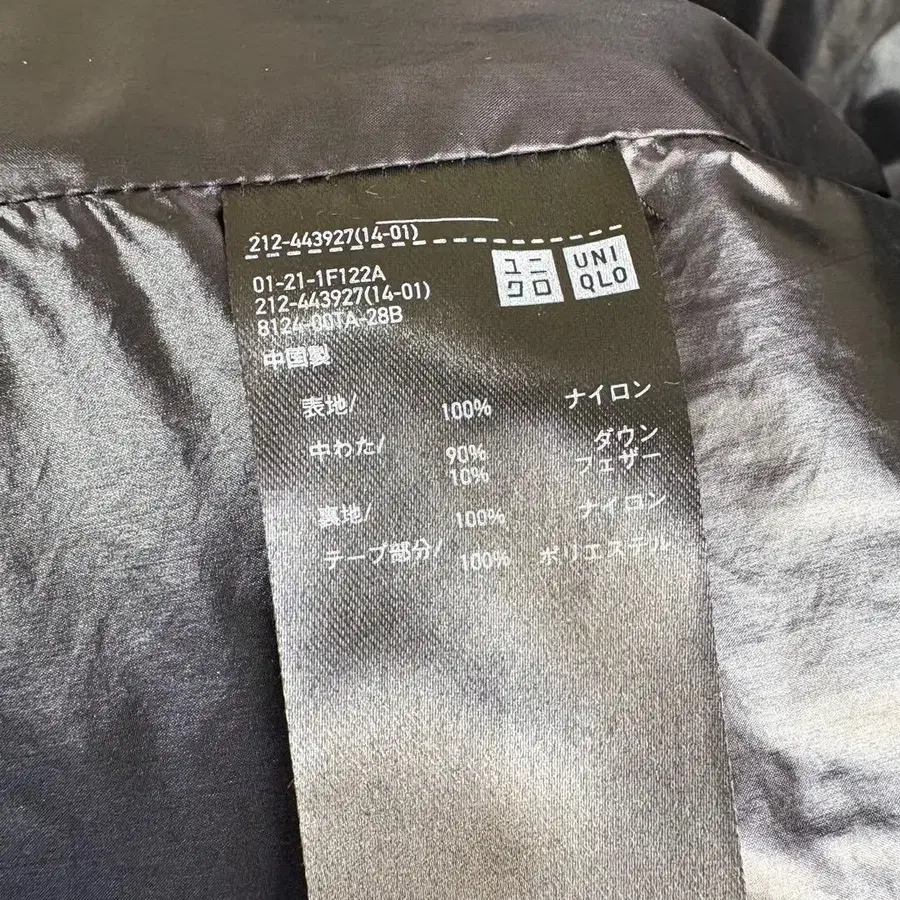 212-443927(14-01)
ユニ
クロ
UNI
QLO
01-21-1F122A
212-443927(14-01)
8124-00TA-28B
中国製
表地/ 100% ナイロン
中わた/ 90% ダウン
10% フェザー
裏地/ 100% ナイロン
テープ部分/ 100% ポリエステル